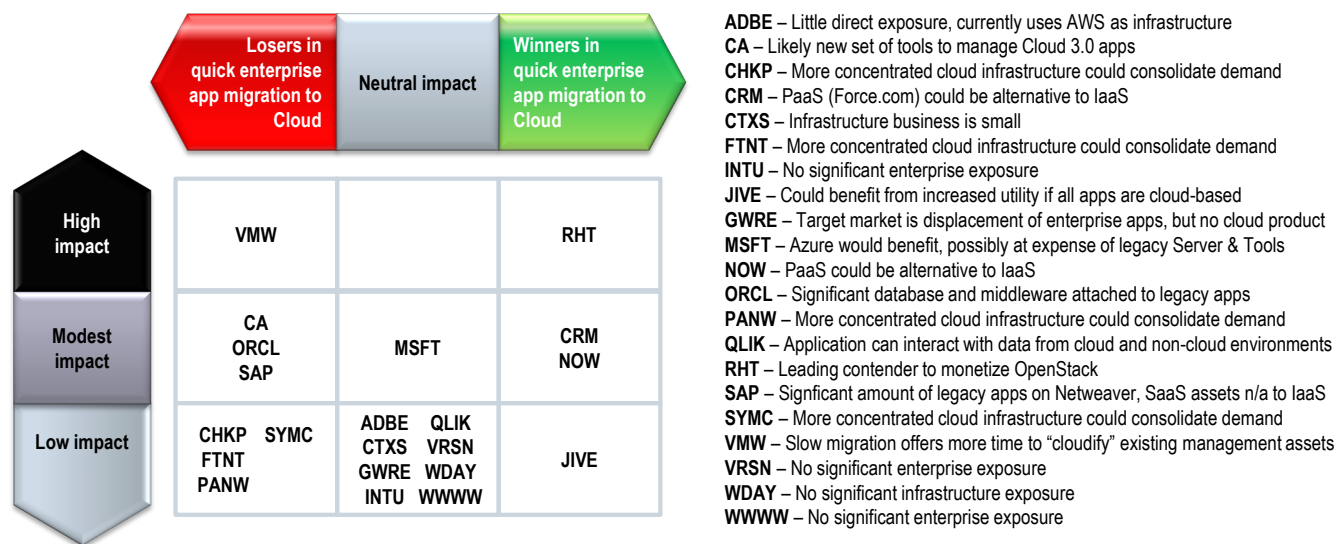 Losers in
quick enterprise
app migration to
Cloud
Neutral impact
Winners in
quick enterprise
app migration to
Cloud
High
impact
VMW
RHT
Modest
impact
CA
ORCL
SAP
MSFT
CRM
NOW
Low impact
CHKP SYMC
FTNT
PANW
ADBE QLIK
CTXS VRSN
GWRE WDAY
INTU WWWW
JIVE
ADBE – Little direct exposure, currently uses AWS as infrastructure
CA – Likely new set of tools to manage Cloud 3.0 apps
CHKP – More concentrated cloud infrastructure could consolidate demand
CRM – PaaS (Force.com) could be alternative to IaaS
CTXS – Infrastructure business is small
FTNT – More concentrated cloud infrastructure could consolidate demand
INTU – No significant enterprise exposure
JIVE – Could benefit from increased utility if all apps are cloud-based
GWRE – Target market is displacement of enterprise apps, but no cloud product
MSFT – Azure would benefit, possibly at expense of legacy Server & Tools
NOW – PaaS could be alternative to IaaS
ORCL – Significant database and middleware attached to legacy apps
PANW – More concentrated cloud infrastructure could consolidate demand
QLIK – Application can interact with data from cloud and non-cloud environments
RHT – Leading contender to monetize OpenStack
SAP – Signficant amount of legacy apps on Netweaver, SaaS assets n/a to IaaS
SYMC – More concentrated cloud infrastructure could consolidate demand
VMW – Slow migration offers more time to “cloudify” existing management assets
VRSN – No significant enterprise exposure
WDAY – No significant infrastructure exposure
WWWW – No significant enterprise exposure